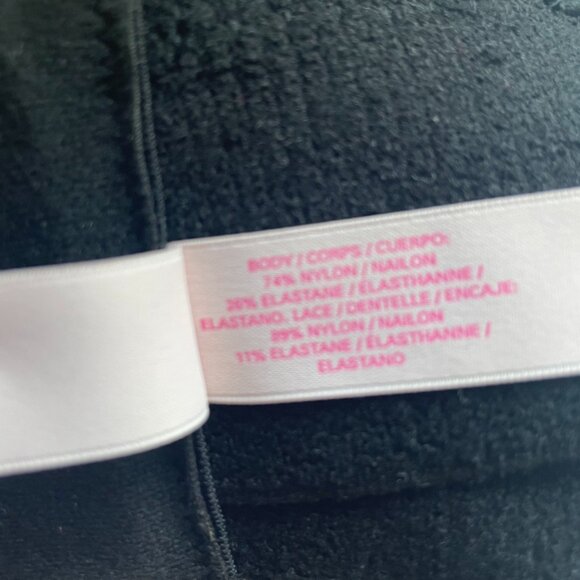 BODY / CORPS / CUERPO:
74% NYLON / NAILON
26% ELASTANE / ÉLASTHANNE /
ELASTANO. LACE / DENTELLE / ENCAJE:
89% NYLON / NAILON
11% ELASTANE / ÉLASTHANNE /
ELASTANO